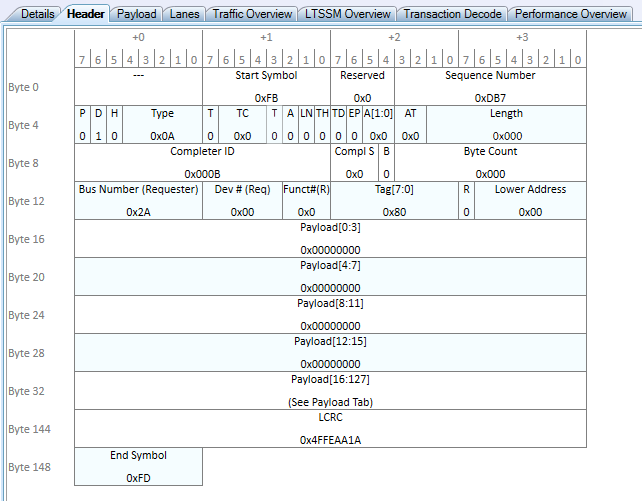 Details Header Payload Lanes Traffic Overview LTSSM Overview Transaction Decode Performance Overview
+0 +1 +2 +3
7 6 5 4 3 2 1 0 7 6 5 4 3 2 1 0 7 6 5 4 3 2 1 0 7 6 5 4 3 2 1 0
Byte 0
--- Start Symbol Reserved Sequence Number
0xFB 0x0 0xDB7
Byte 4
P D H Type T TC T A LN TH TD EP A[1:0] AT Length
0 1 0 0x0A 0 0x0 0 0 0 0 0 0 0x0 0x0 0x000
Byte 8
Completer ID Compl S B Byte Count
0x000B 0x0 0 0x000
Byte 12
Bus Number (Requester) Dev # (Req) Funct#(R) Tag[7:0] R Lower Address
0x2A 0x00 0x0 0x80 0 0x00
Byte 16
Payload[0:3]
0x00000000
Byte 20
Payload[4:7]
0x00000000
Byte 24
Payload[8:11]
0x00000000
Byte 28
Payload[12:15]
0x00000000
Byte 32
Payload[16:127]
(See Payload Tab)
Byte 144
LCRC
0x4FFEAA1A
Byte 148
End Symbol
0xFD